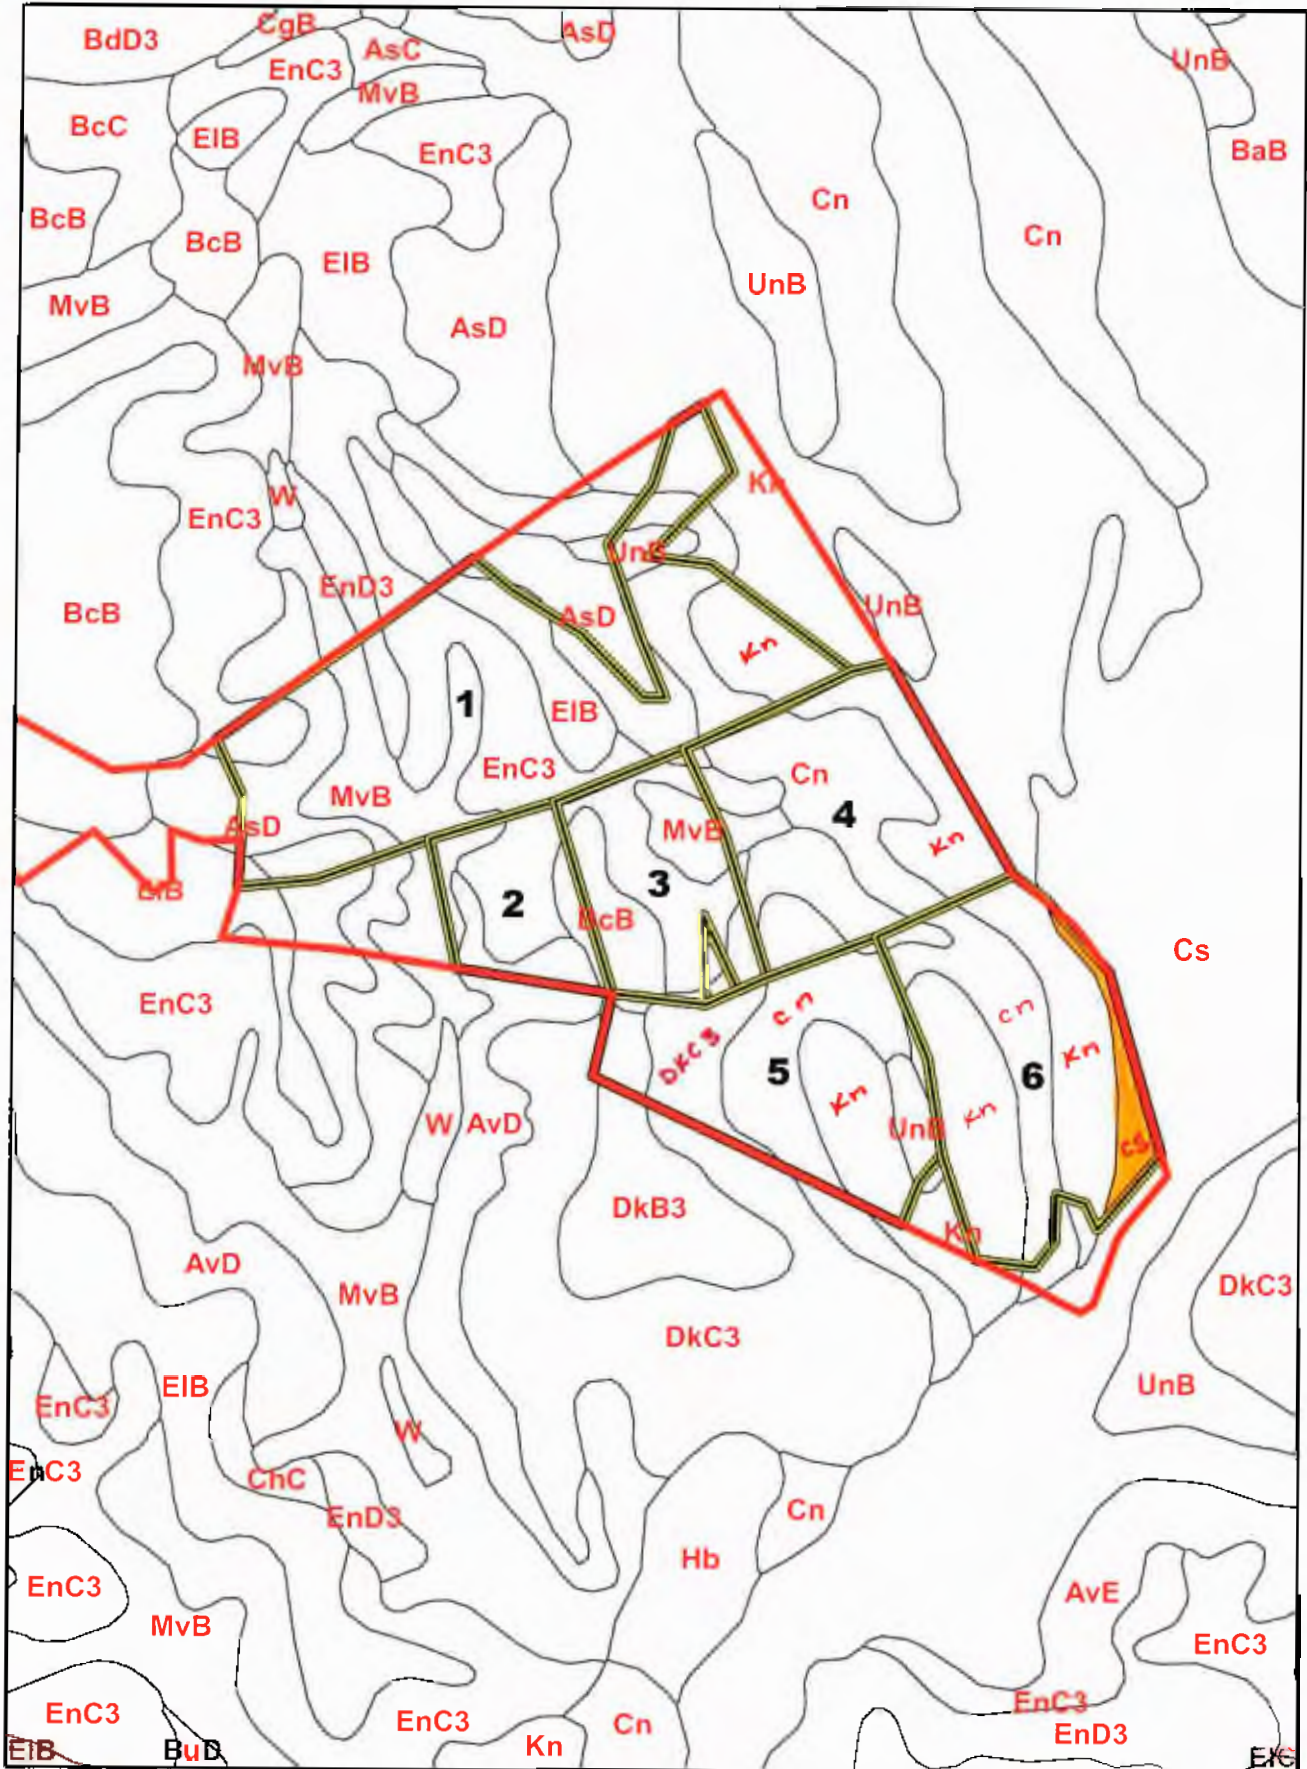 BdD3
CgB
AsD
AsC
EnC3
UnB
MvB
BcC
ElB
EnC3
BaB
Cn
BcB
BcB
Cn
ElB
UnB
MvB
AsD
MvB
Kn
W
EnC3
UnB
EnD3
UnB
BcB
AsD
Kn
1
ElB
EnC3
Cn
MvB
4
AsD
MvB
Kn
3
ElB
2
BcB
Cs
EnC3
cn
cn
DKC3
Kn
5
6
Kn
Kn
W
AvD
UnB
cs
DkB3
Kn
AvD
MvB
DkC3
DkC3
ElB
UnB
EnC3
W
EnC3
ChC
EnD3
Cn
Hb
EnC3
AvE
MvB
EnC3
EnC3
EnC3
EnC3
Cn
EnD3
Kn
ElB
BuD